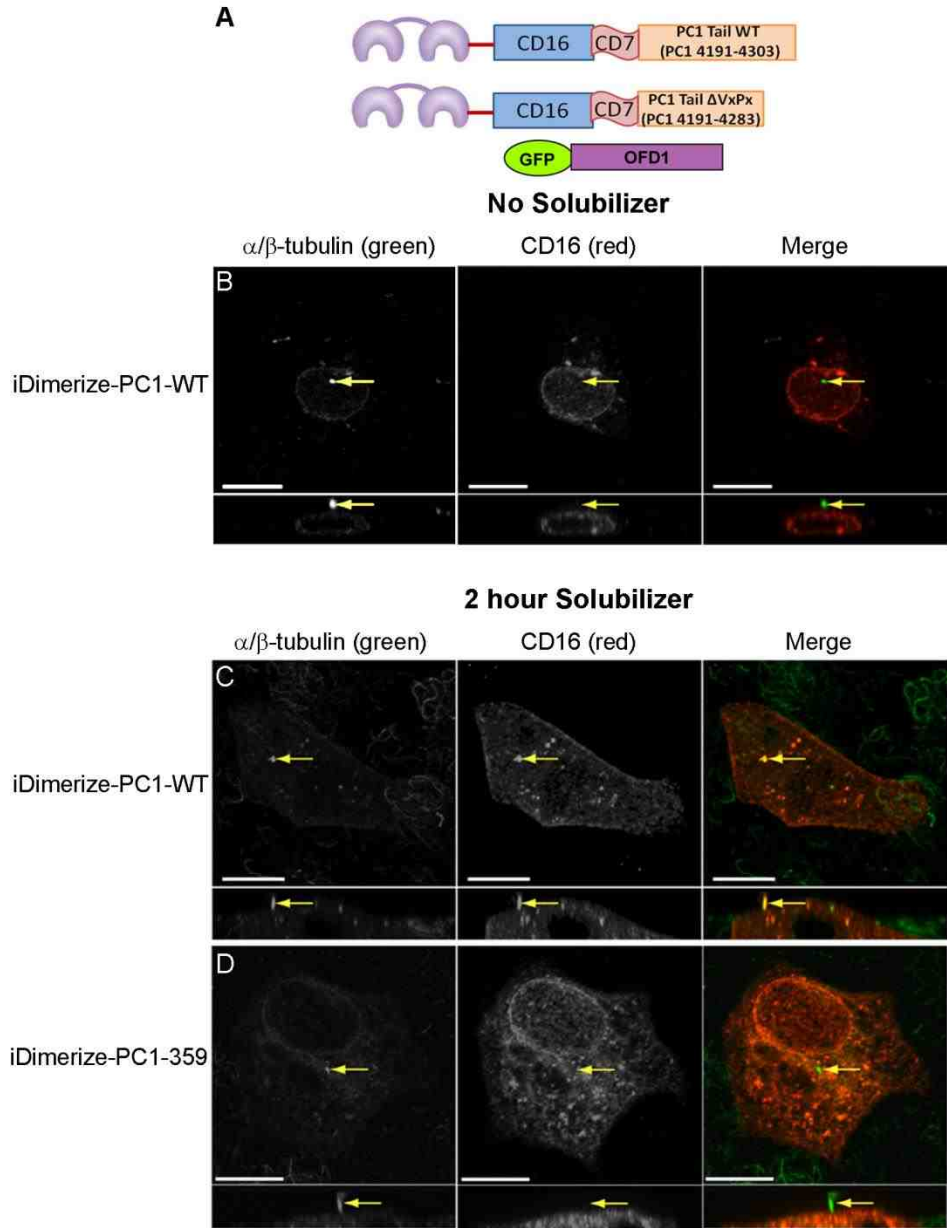 A
CD16 CD7 PC1 Tail WT
(PC1 4191-4303)
CD16 CD7 PC1 Tail ΔVxPx
(PC1 4191-4283)
GFP OFD1
No Solubilizer
α/β-tubulin (green) CD16 (red) Merge
B
iDimerize-PC1-WT
2 hour Solubilizer
α/β-tubulin (green) CD16 (red) Merge
C
iDimerize-PC1-WT
D
iDimerize-PC1-359